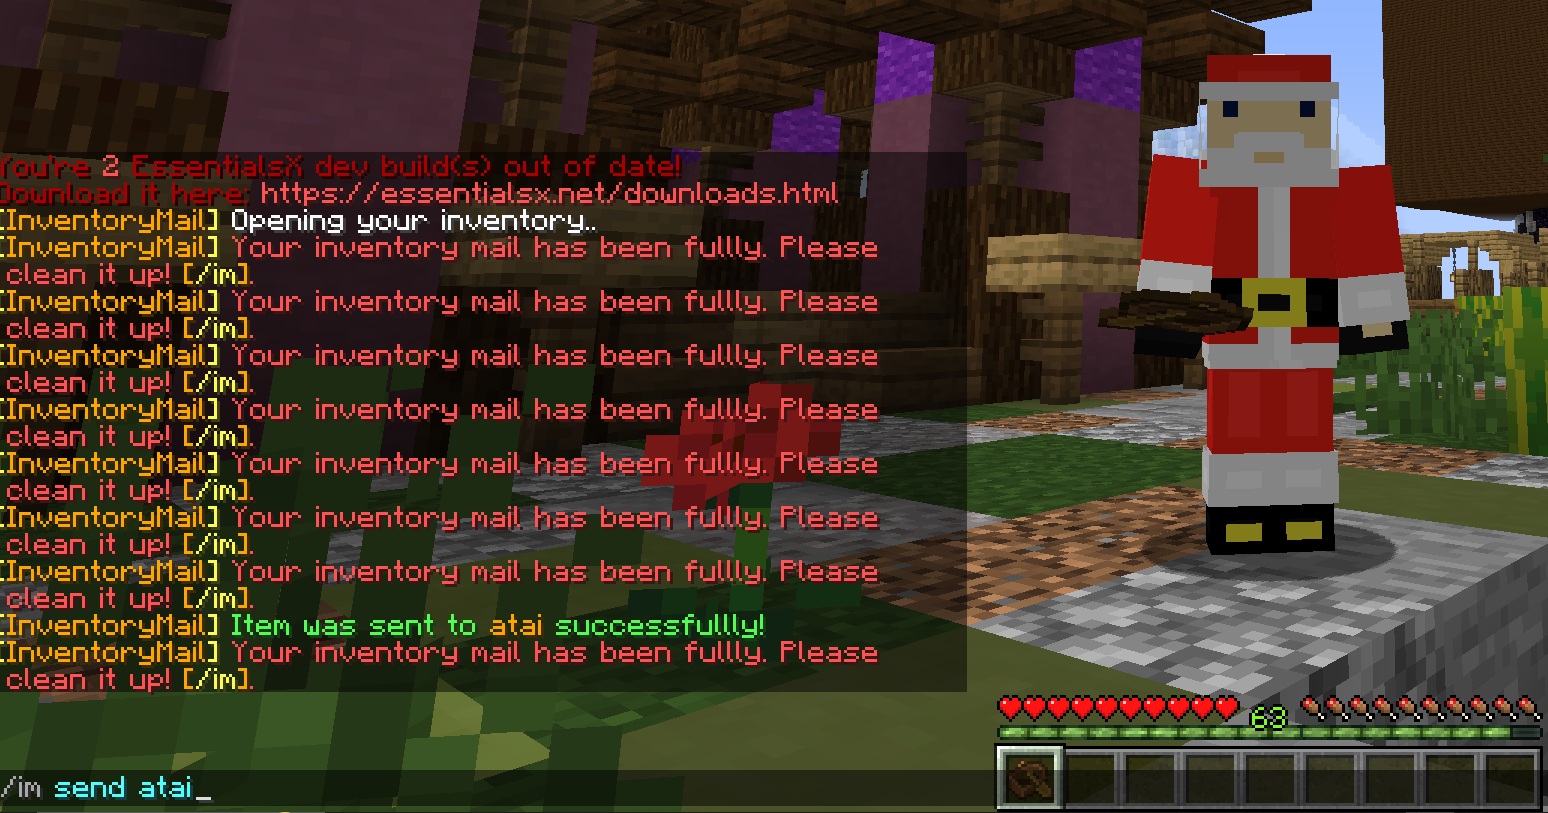 You're 2 EssentialsX dev build(s) out of date!
Download it here: https://essentialsx.net/downloads.html
[InventoryMail] Opening your inventory..
[InventoryMail] Your inventory mail has been fullly. Please
clean it up! [/im].
[InventoryMail] Your inventory mail has been fullly. Please
clean it up! [/im].
[InventoryMail] Your inventory mail has been fullly. Please
clean it up! [/im].
[InventoryMail] Your inventory mail has been fullly. Please
clean it up! [/im].
[InventoryMail] Your inventory mail has been fullly. Please
clean it up! [/im].
[InventoryMail] Your inventory mail has been fullly. Please
clean it up! [/im].
[InventoryMail] Your inventory mail has been fullly. Please
clean it up! [/im].
[InventoryMail] Item was sent to atai successfullly!
[InventoryMail] Your inventory mail has been fullly. Please
clean it up! [/im].
63
/im send atai_